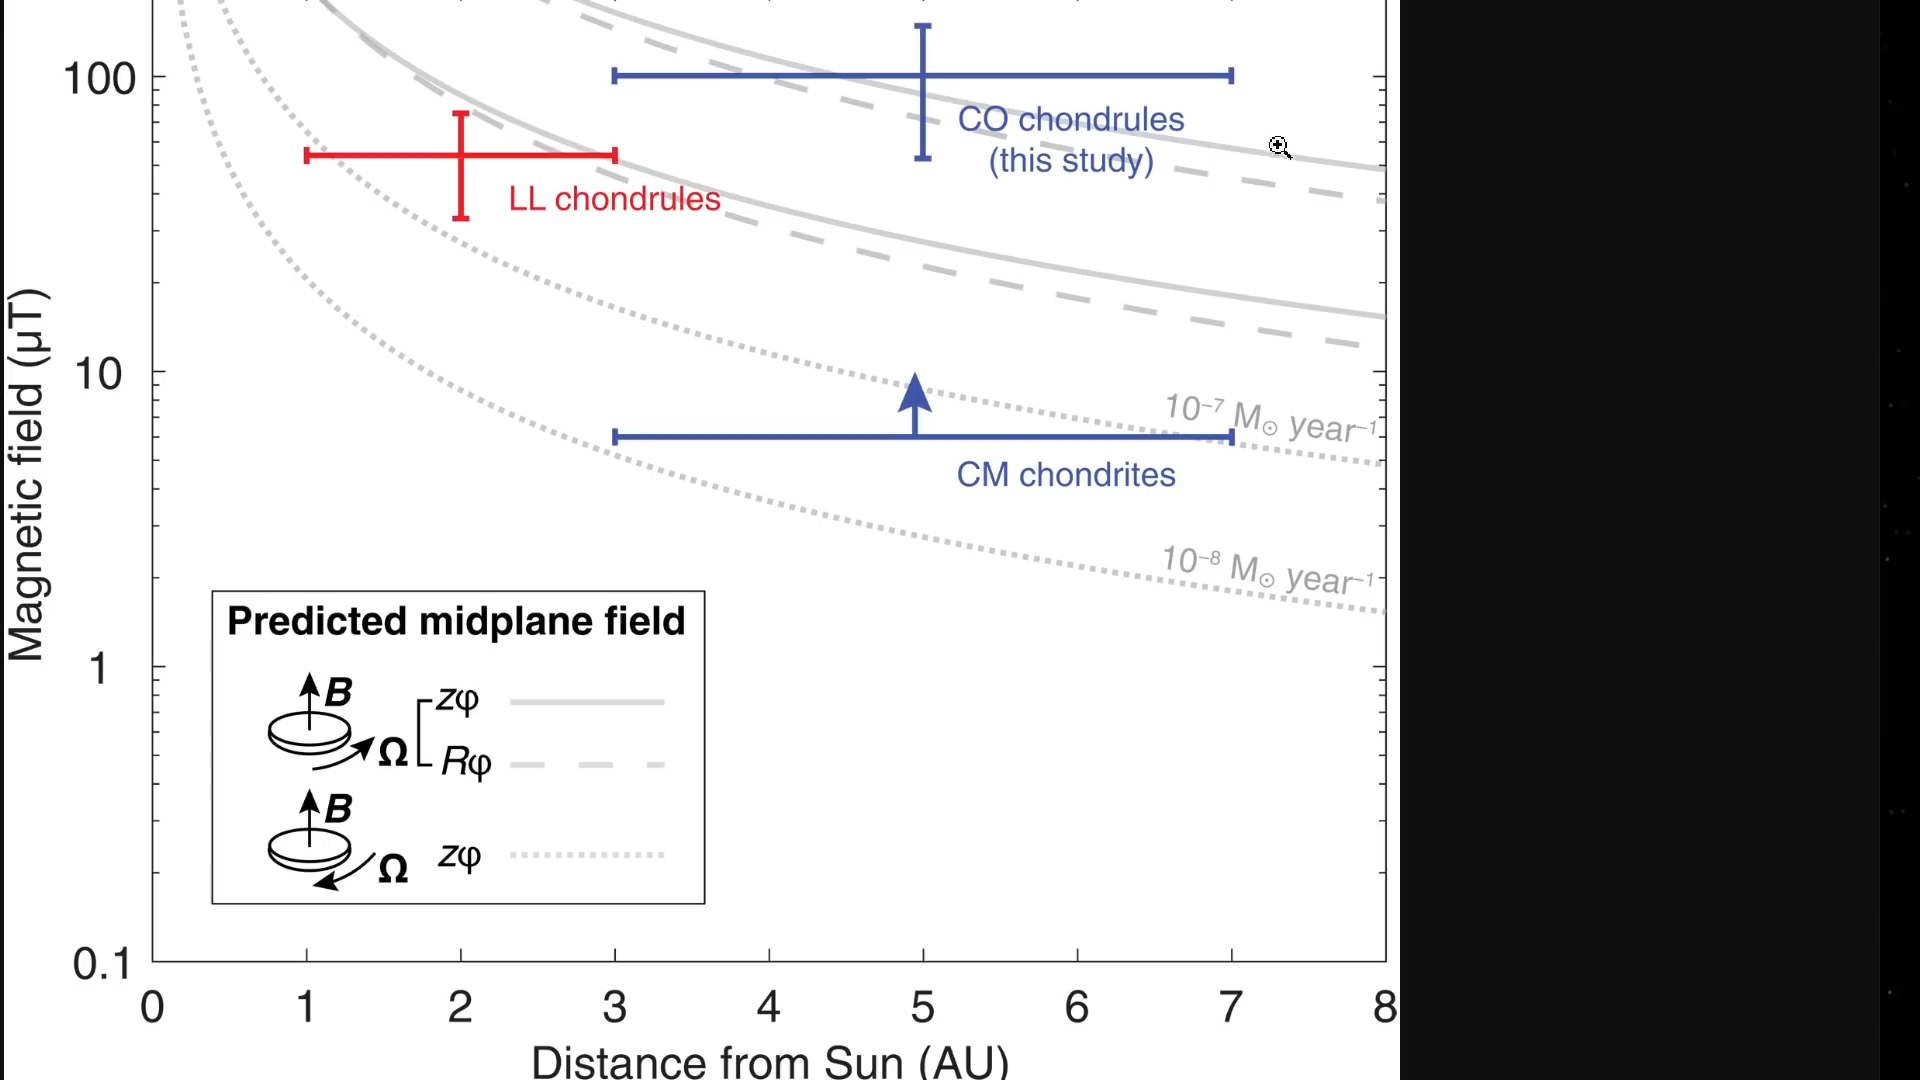 100
CO chondrules
(this study)
LL chondrules
Magnetic field (μT)
10
10⁻⁷ M☉ year⁻¹
CM chondrites
10⁻⁸ M☉ year⁻¹
1
Predicted midplane field
B
zφ
Ω
Rφ
B
Ω
zφ
0.1
0 1 2 3 4 5 6 7 8
Distance from Sun (AU)